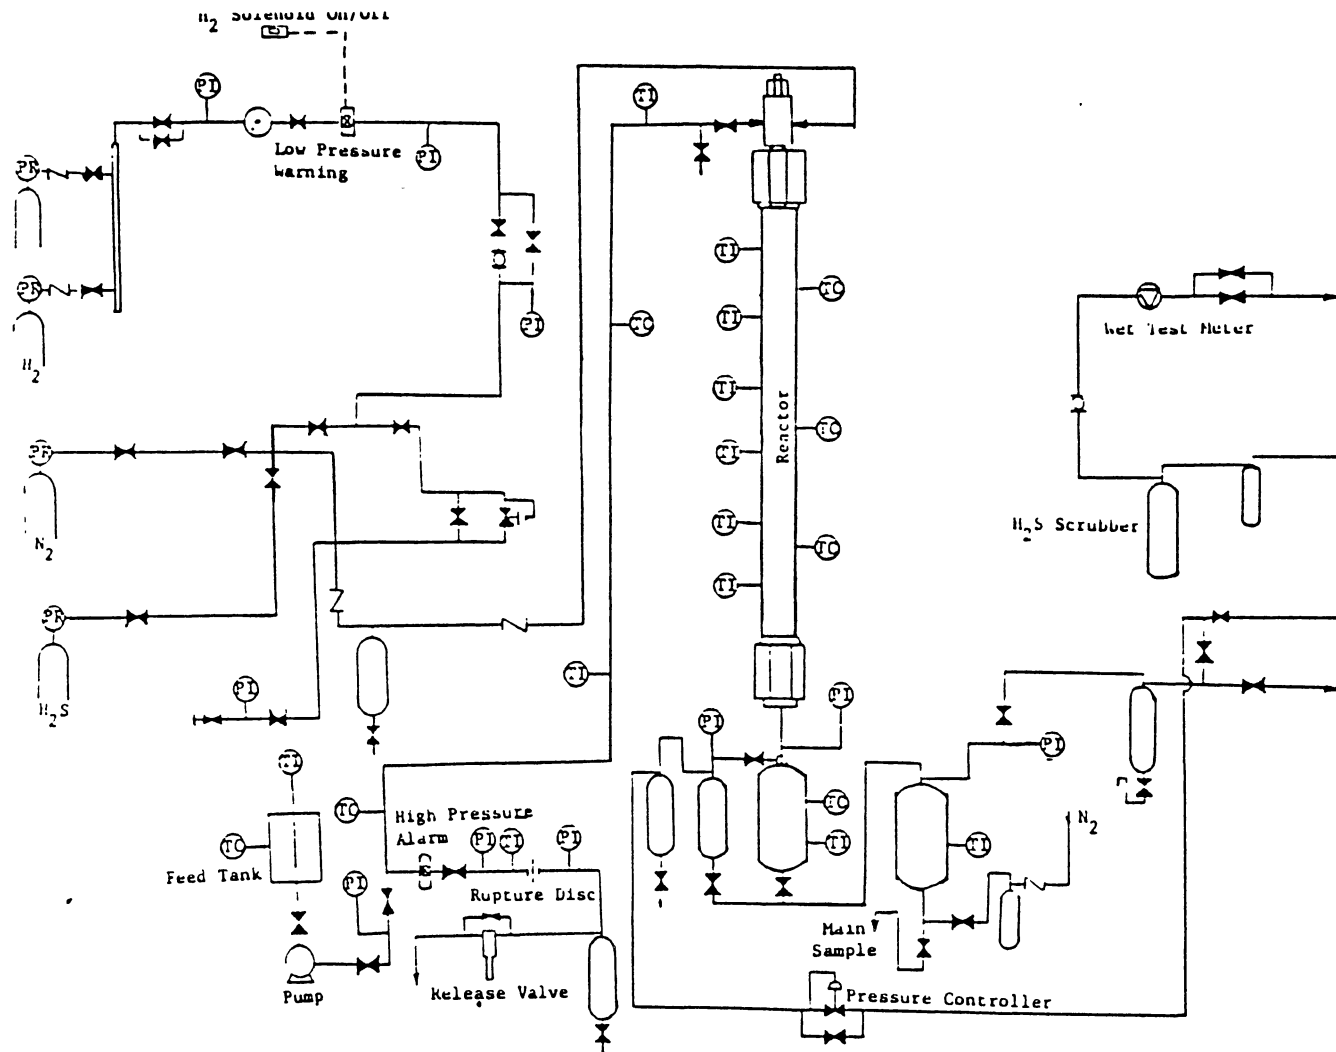 H2 Solenoid On/Off
PI
TI
PI
Low Pressure
Warning
PR
TI
TC
PR
PI
TI
TC
Wet Test Meter
H2
TI
Reactor
TC
PR
TI
N2
TI
H2S Scrubber
TC
TI
PR
H2S
PI
TI
PI
PI
PI
TI
TC
High Pressure
Alarm
TC
N2
TC
PI
TI
PI
TI
TI
Feed Tank
PI
Rupture Disc
Main
Sample
Pump
Release Valve
Pressure Controller